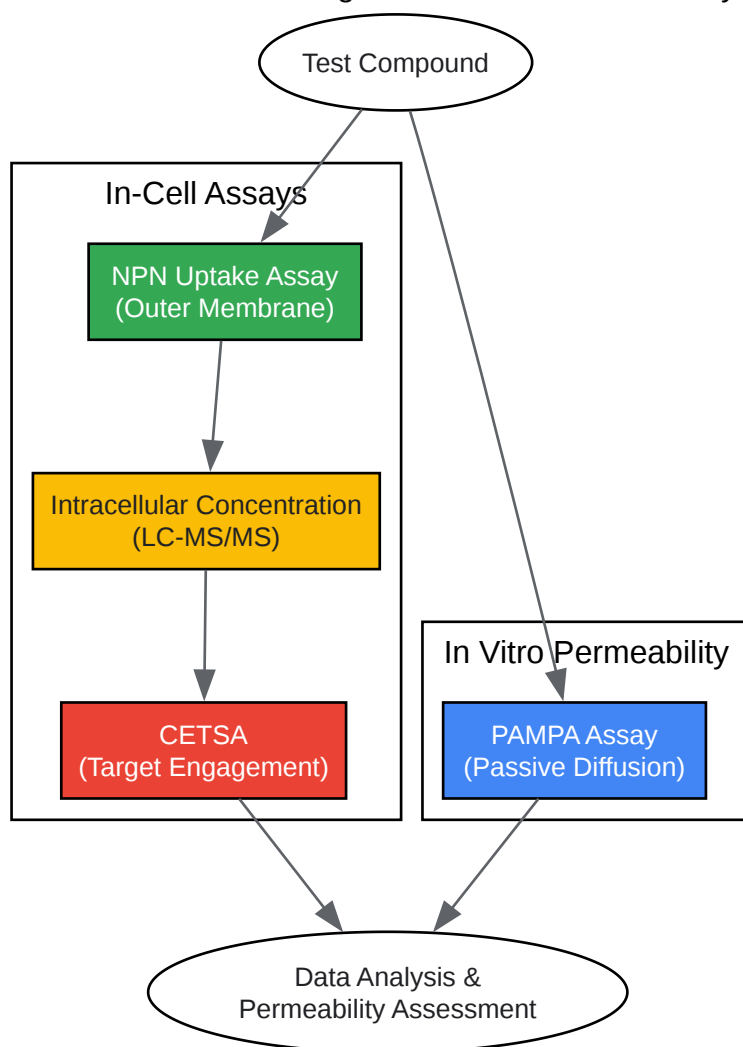 Test Compound
In-Cell Assays
NPN Uptake Assay
(Outer Membrane)
Intracellular Concentration
(LC-MS/MS)
In Vitro Permeability
CETSA
(Target Engagement)
PAMPA Assay
(Passive Diffusion)
Data Analysis &
Permeability Assessment